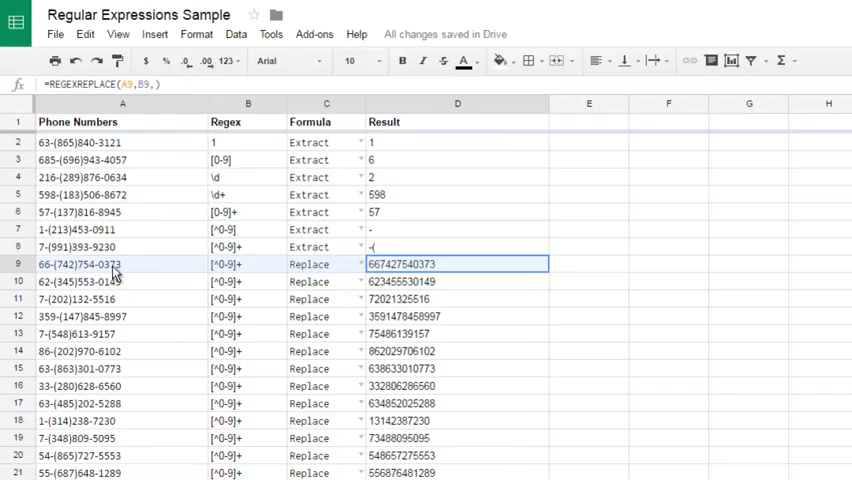 Regular Expressions Sample
File Edit View Insert Format Data Tools Add-ons Help All changes saved in Drive
$ % .0 .00 123 Arial 10 B I S A Σ
fx =REGEXREPLACE(A9,B9,)
A B C D E F G H
1 Phone Numbers Regex Formula Result
2 63-(865)840-3121 1 Extract 1
3 685-(696)943-4057 [0-9] Extract 6
4 216-(289)876-0634 \d Extract 2
5 598-(183)506-8672 \d+ Extract 598
6 57-(137)816-8945 [0-9]+ Extract 57
7 1-(213)453-0911 [^0-9] Extract -
8 7-(991)393-9230 [^0-9]+ Extract -(
9 66-(742)754-0373 [^0-9]+ Replace 667427540373
10 62-(345)553-0149 [^0-9]+ Replace 623455530149
11 7-(202)132-5516 [^0-9]+ Replace 72021325516
12 359-(147)845-8997 [^0-9]+ Replace 3591478458997
13 7-(548)613-9157 [^0-9]+ Replace 75486139157
14 86-(202)970-6102 [^0-9]+ Replace 862029706102
15 63-(863)301-0773 [^0-9]+ Replace 638633010773
16 33-(280)628-6560 [^0-9]+ Replace 332806286560
17 63-(485)202-5288 [^0-9]+ Replace 634852025288
18 1-(314)238-7230 [^0-9]+ Replace 13142387230
19 7-(348)809-5095 [^0-9]+ Replace 73488095095
20 54-(865)727-5553 [^0-9]+ Replace 548657275553
21 55-(687)648-1289 [^0-9]+ Replace 556876481289